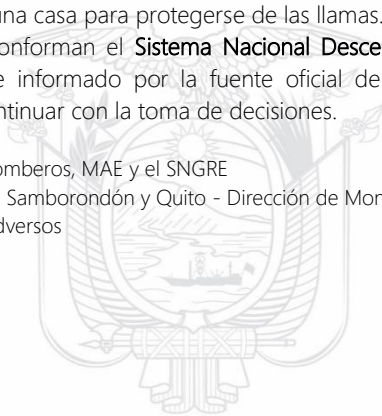 una casa para protegerse de las llamas.
onforman el Sistema Nacional Desce
e informado por la fuente oficial de
ntinuar con la toma de decisiones.
omberos, MAE y el SNGRE
Samborondón y Quito - Dirección de Mon
dversos